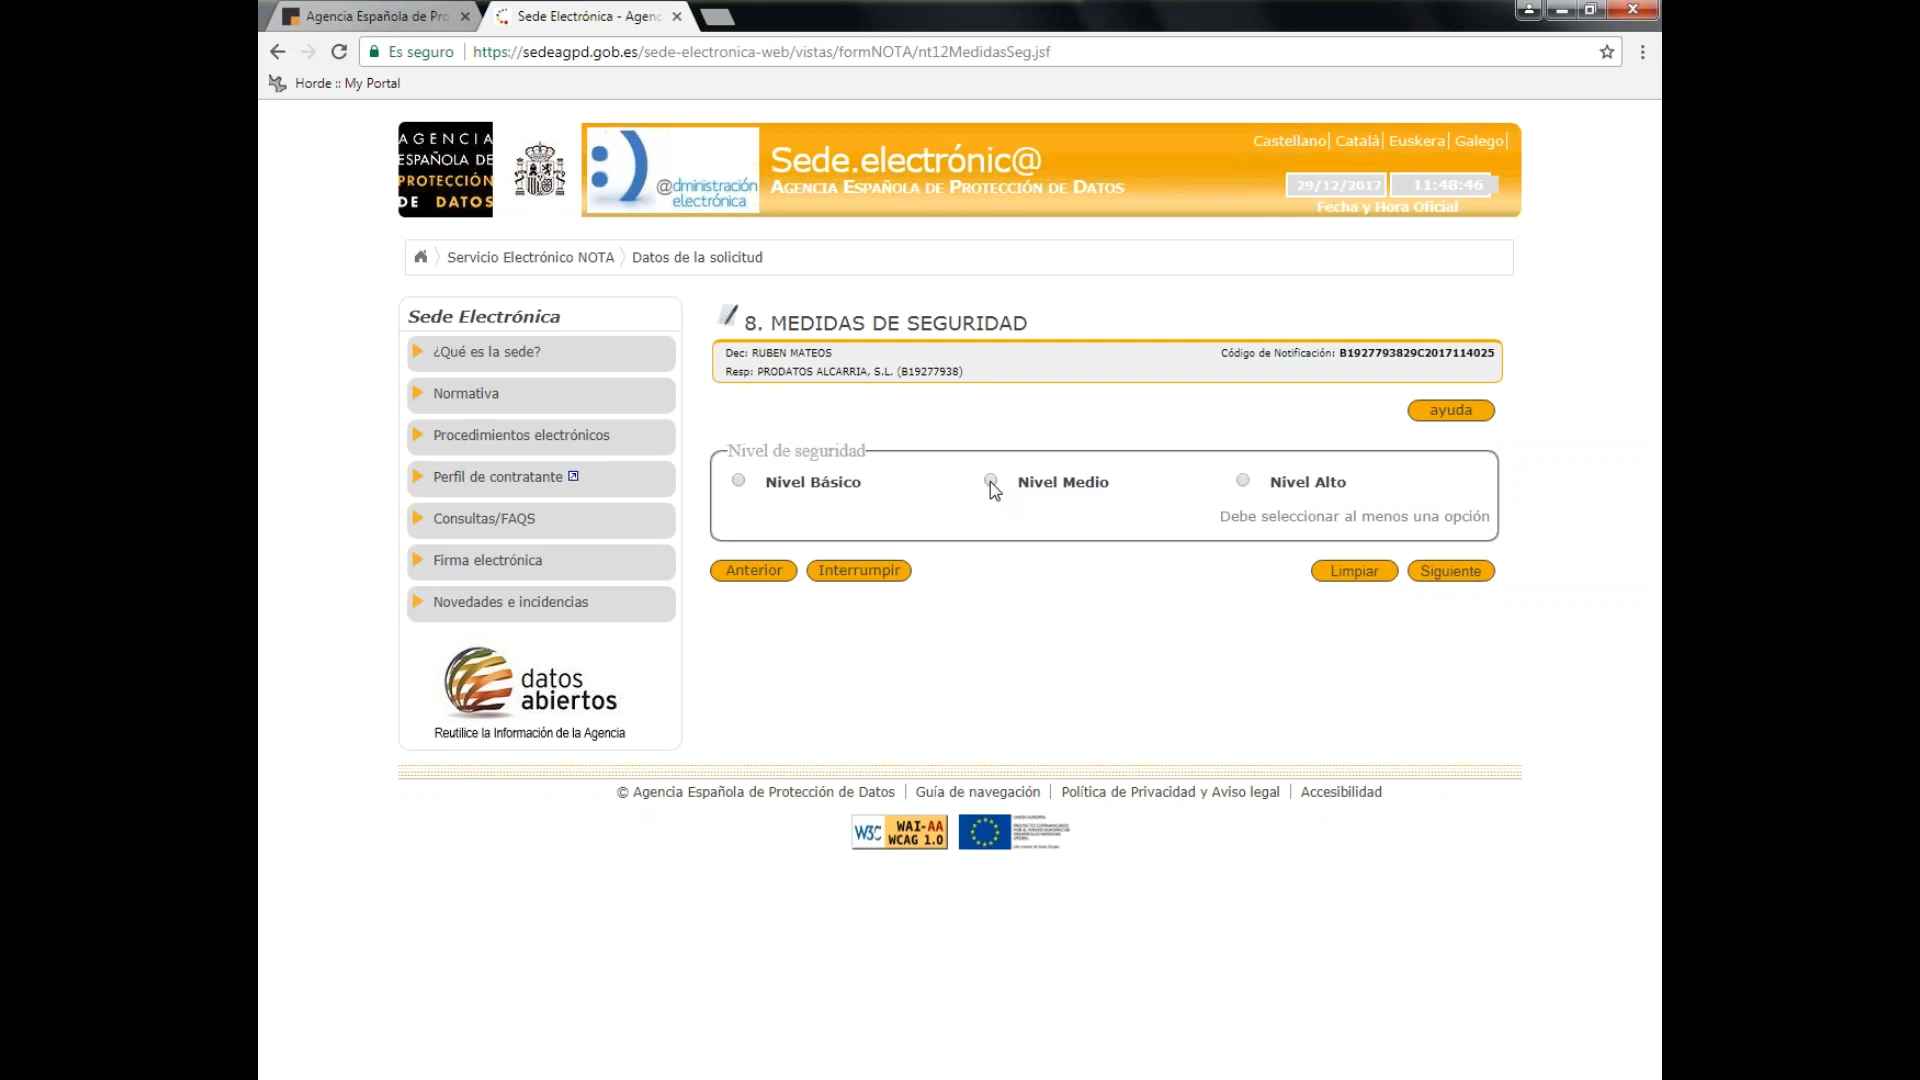 Agencia Española de Pro
Sede Electrónica - Agenc
Es seguro
https://sedeagpd.gob.es/sede-electronica-web/vistas/formNOTA/nt12MedidasSeg.jsf
Horde :: My Portal
AGENCIA
ESPAÑOLA DE
PROTECCIÓN
DE DATOS
@dministración
electrónica
Sede.electrónic@
AGENCIA ESPAÑOLA DE PROTECCIÓN DE DATOS
Castellano| Català| Euskera| Galego|
29/12/2017 11:48:46
Fecha y Hora Oficial
Servicio Electrónico NOTA
Datos de la solicitud
Sede Electrónica
¿Qué es la sede?
Normativa
Procedimientos electrónicos
Perfil de contratante
Consultas/FAQS
Firma electrónica
Novedades e incidencias
datos
abiertos
Reutilice la Información de la Agencia
8. MEDIDAS DE SEGURIDAD
Dec: RUBEN MATEOS
Código de Notificación: B1927793829C2017114025
Resp: PRODATOS ALCARRIA, S.L. (B19277938)
ayuda
Nivel de seguridad
Nivel Básico
Nivel Medio
Nivel Alto
Debe seleccionar al menos una opción
Anterior
Interrumpir
Limpiar
Siguiente
© Agencia Española de Protección de Datos | Guía de navegación | Política de Privacidad y Aviso legal | Accesibilidad
W3C WAI-AA
WCAG 1.0